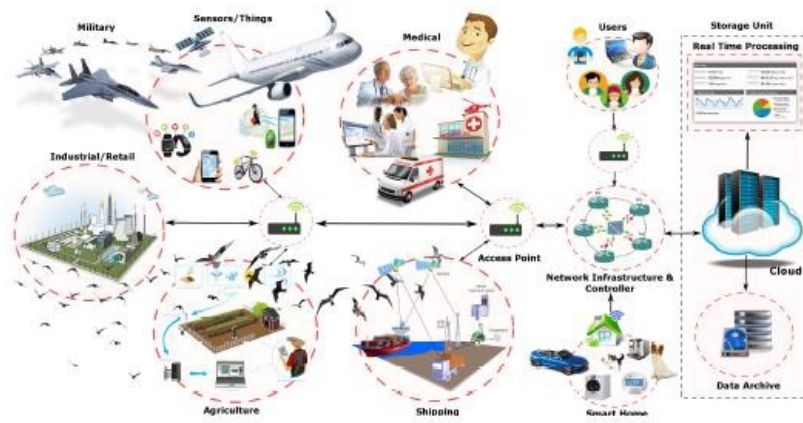 Military
Sensors/Things
Medical
Users
Storage Unit
Real Time Processing
Industrial/Retail
Access Point
Network Infrastructure &
Controller
Cloud
Agriculture
Shipping
Smart Home
Data Archive